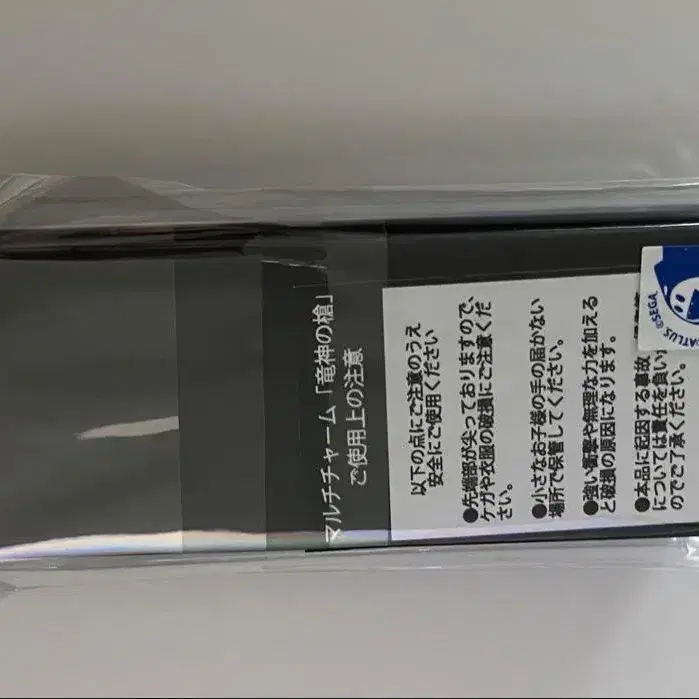 マルチチャーム「竜神の槍」
ご使用上の注意
以下の点にご注意のうえ
安全にご使用ください
●先端部が尖っておりますので、
ケガや衣服の破損にご注意くだ
さい。
●小さなお子様の手の届かない
場所で保管してください。
●強い衝撃や無理な力を加える
と破損の原因になります。
●本品に起因する事故
については責任を負い
のでご了承ください。
©ATLUS ©SEGA